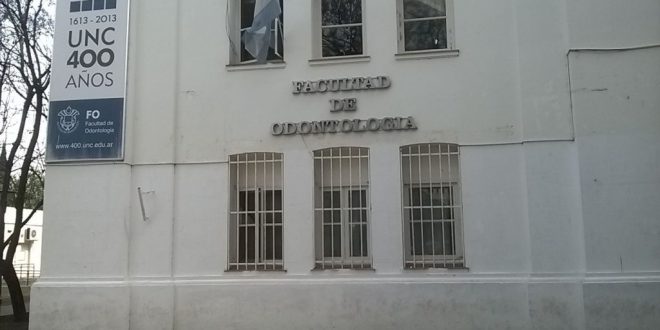 1613 - 2013
UNC
400
AÑOS
FO
Facultad de
Odontología
www.400.unc.edu.ar
FACULTAD
DE
ODONTOLOGIA